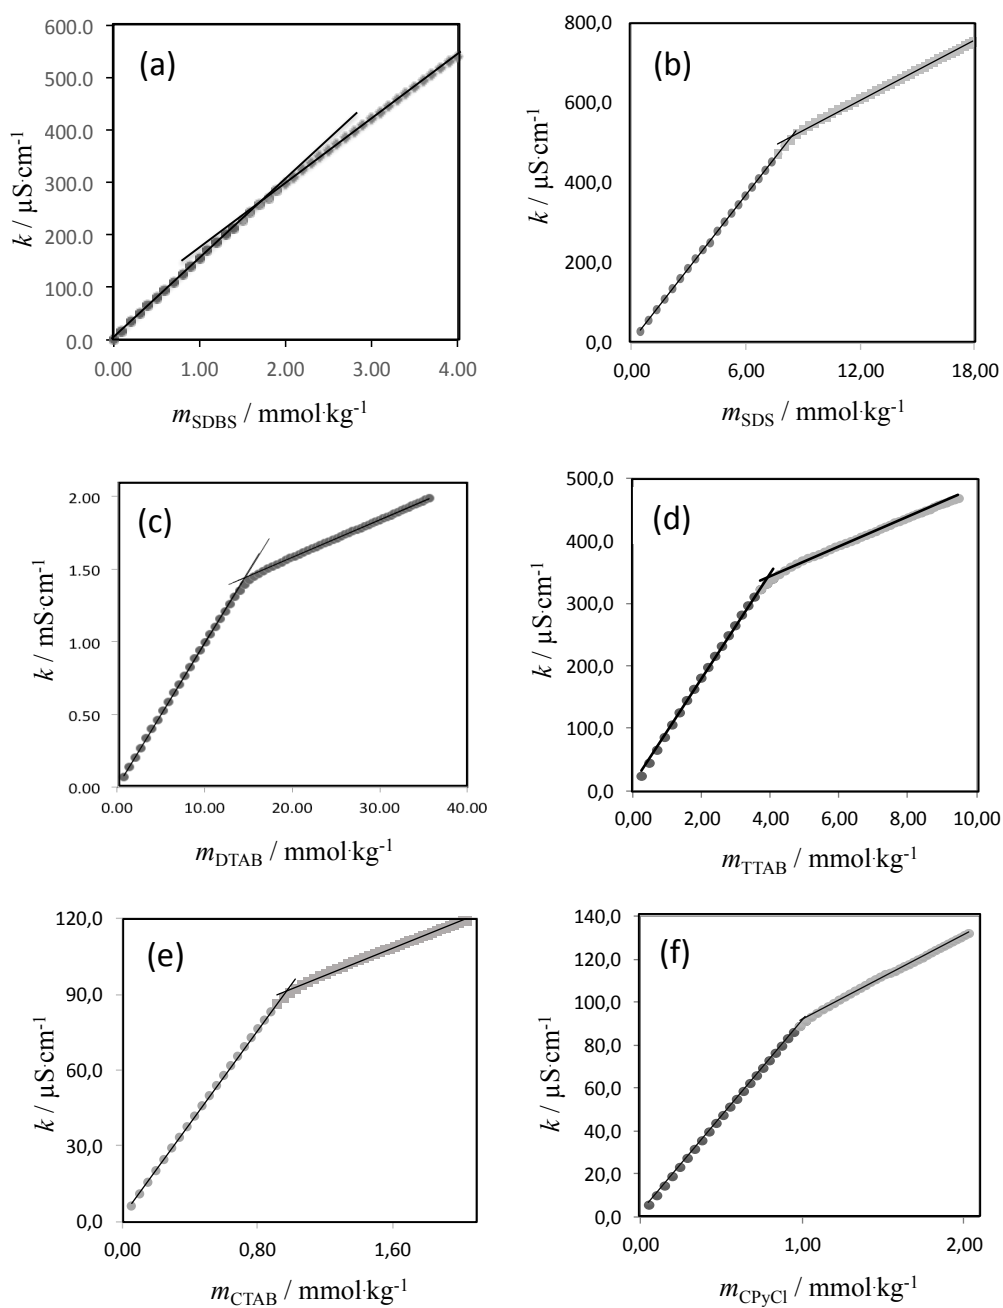 (a)
k / μS·cm-1
600.0
500.0
400.0
300.0
200.0
100.0
0.0
0.00 1.00 2.00 3.00 4.00
mSDBS / mmol·kg-1
(b)
k / μS·cm-1
800,0
600,0
400,0
200,0
0,0
0,00 6,00 12,00 18,00
mSDS / mmol·kg-1
(c)
k / mS·cm-1
2.00
1.50
1.00
0.50
0.00
0.00 10.00 20.00 30.00 40.00
mDTAB / mmol·kg-1
(d)
k / μS·cm-1
500,0
400,0
300,0
200,0
100,0
0,0
0,00 2,00 4,00 6,00 8,00 10,00
mTTAB / mmol·kg-1
(e)
k / μS·cm-1
120,0
90,0
60,0
30,0
0,0
0,00 0,80 1,60
mCTAB / mmol·kg-1
(f)
k / μS·cm-1
140,0
120,0
100,0
80,0
60,0
40,0
20,0
0,0
0,00 1,00 2,00
mCPyCl / mmol·kg-1